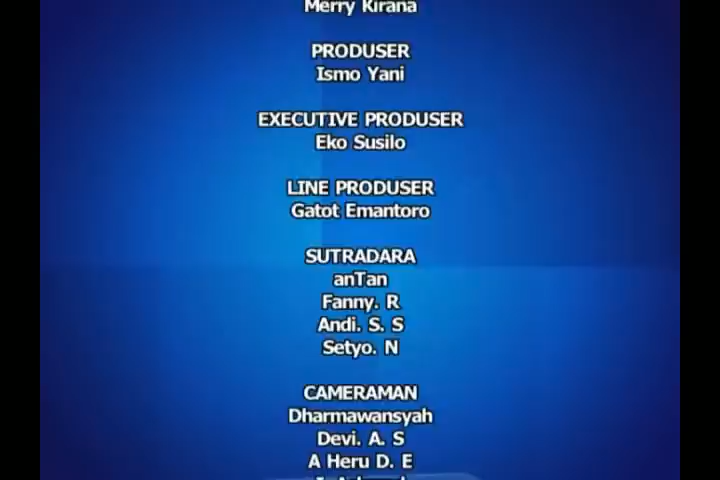 Merry Kirana
PRODUSER
Ismo Yani
EXECUTIVE PRODUSER
Eko Susilo
LINE PRODUSER
Gatot Emantoro
SUTRADARA
anTan
Fanny. R
Andi. S. S
Setyo. N
CAMERAMAN
Dharmawansyah
Devi. A. S
A Heru D. E